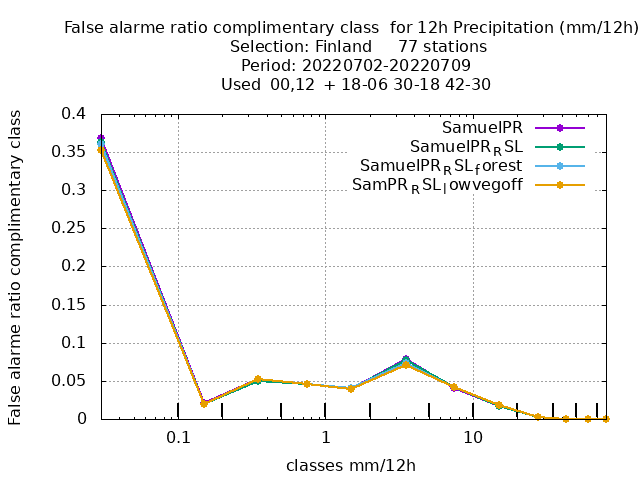 False alarme ratio complimentary class  for 12h Precipitation (mm/12h)
Selection: Finland     77 stations
Period: 20220702-20220709
Used  00,12  + 18-06 30-18 42-30
False alarme ratio complimentary class
0.4
0.35
0.3
0.25
0.2
0.15
0.1
0.05
0
SamuelPR
SamuelPR_RSL
SamuelPR_RSL_forest
SamPR_RSL_lowvegoff
0.1
1
10
classes mm/12h